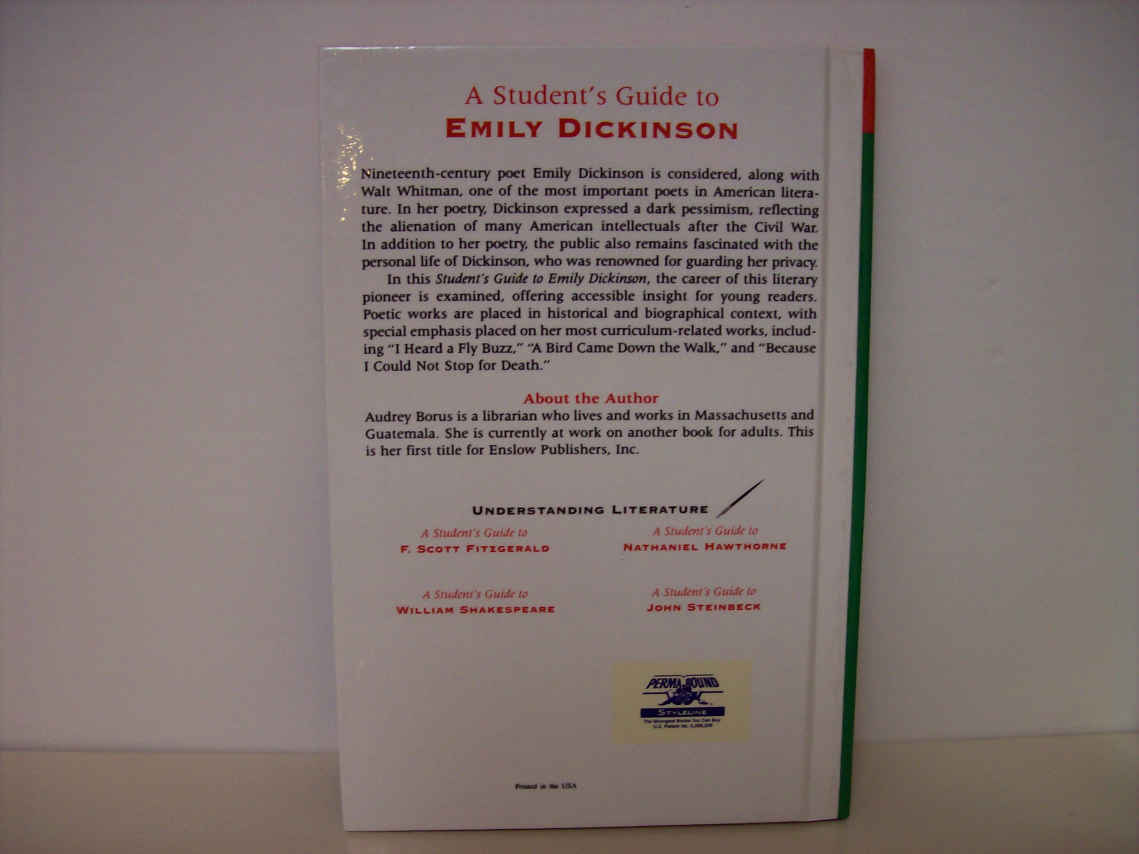 A Student's Guide to
EMILY DICKINSON
Nineteenth-century poet Emily Dickinson is considered, along with
Walt Whitman, one of the most important poets in American litera-
ture. In her poetry, Dickinson expressed a dark pessimism, reflecting
the alienation of many American intellectuals after the Civil War.
In addition to her poetry, the public also remains fascinated with the
personal life of Dickinson, who was renowned for guarding her privacy.
In this Student's Guide to Emily Dickinson, the career of this literary
pioneer is examined, offering accessible insight for young readers.
Poetic works are placed in historical and biographical context, with
special emphasis placed on her most curriculum-related works, includ-
ing “I Heard a Fly Buzz,” “A Bird Came Down the Walk,” and “Because
I Could Not Stop for Death.”
About the Author
Audrey Borus is a librarian who lives and works in Massachusetts and
Guatemala. She is currently at work on another book for adults. This
is her first title for Enslow Publishers, Inc.
UNDERSTANDING LITERATURE
A Student's Guide to
F. SCOTT FITZGERALD
A Student's Guide to
NATHANIEL HAWTHORNE
A Student's Guide to
WILLIAM SHAKESPEARE
A Student's Guide to
JOHN STEINBECK
PERMA BOUND
STYLELINE
The Strongest Books You Can Buy
U.S. Patent No.
Printed in the USA